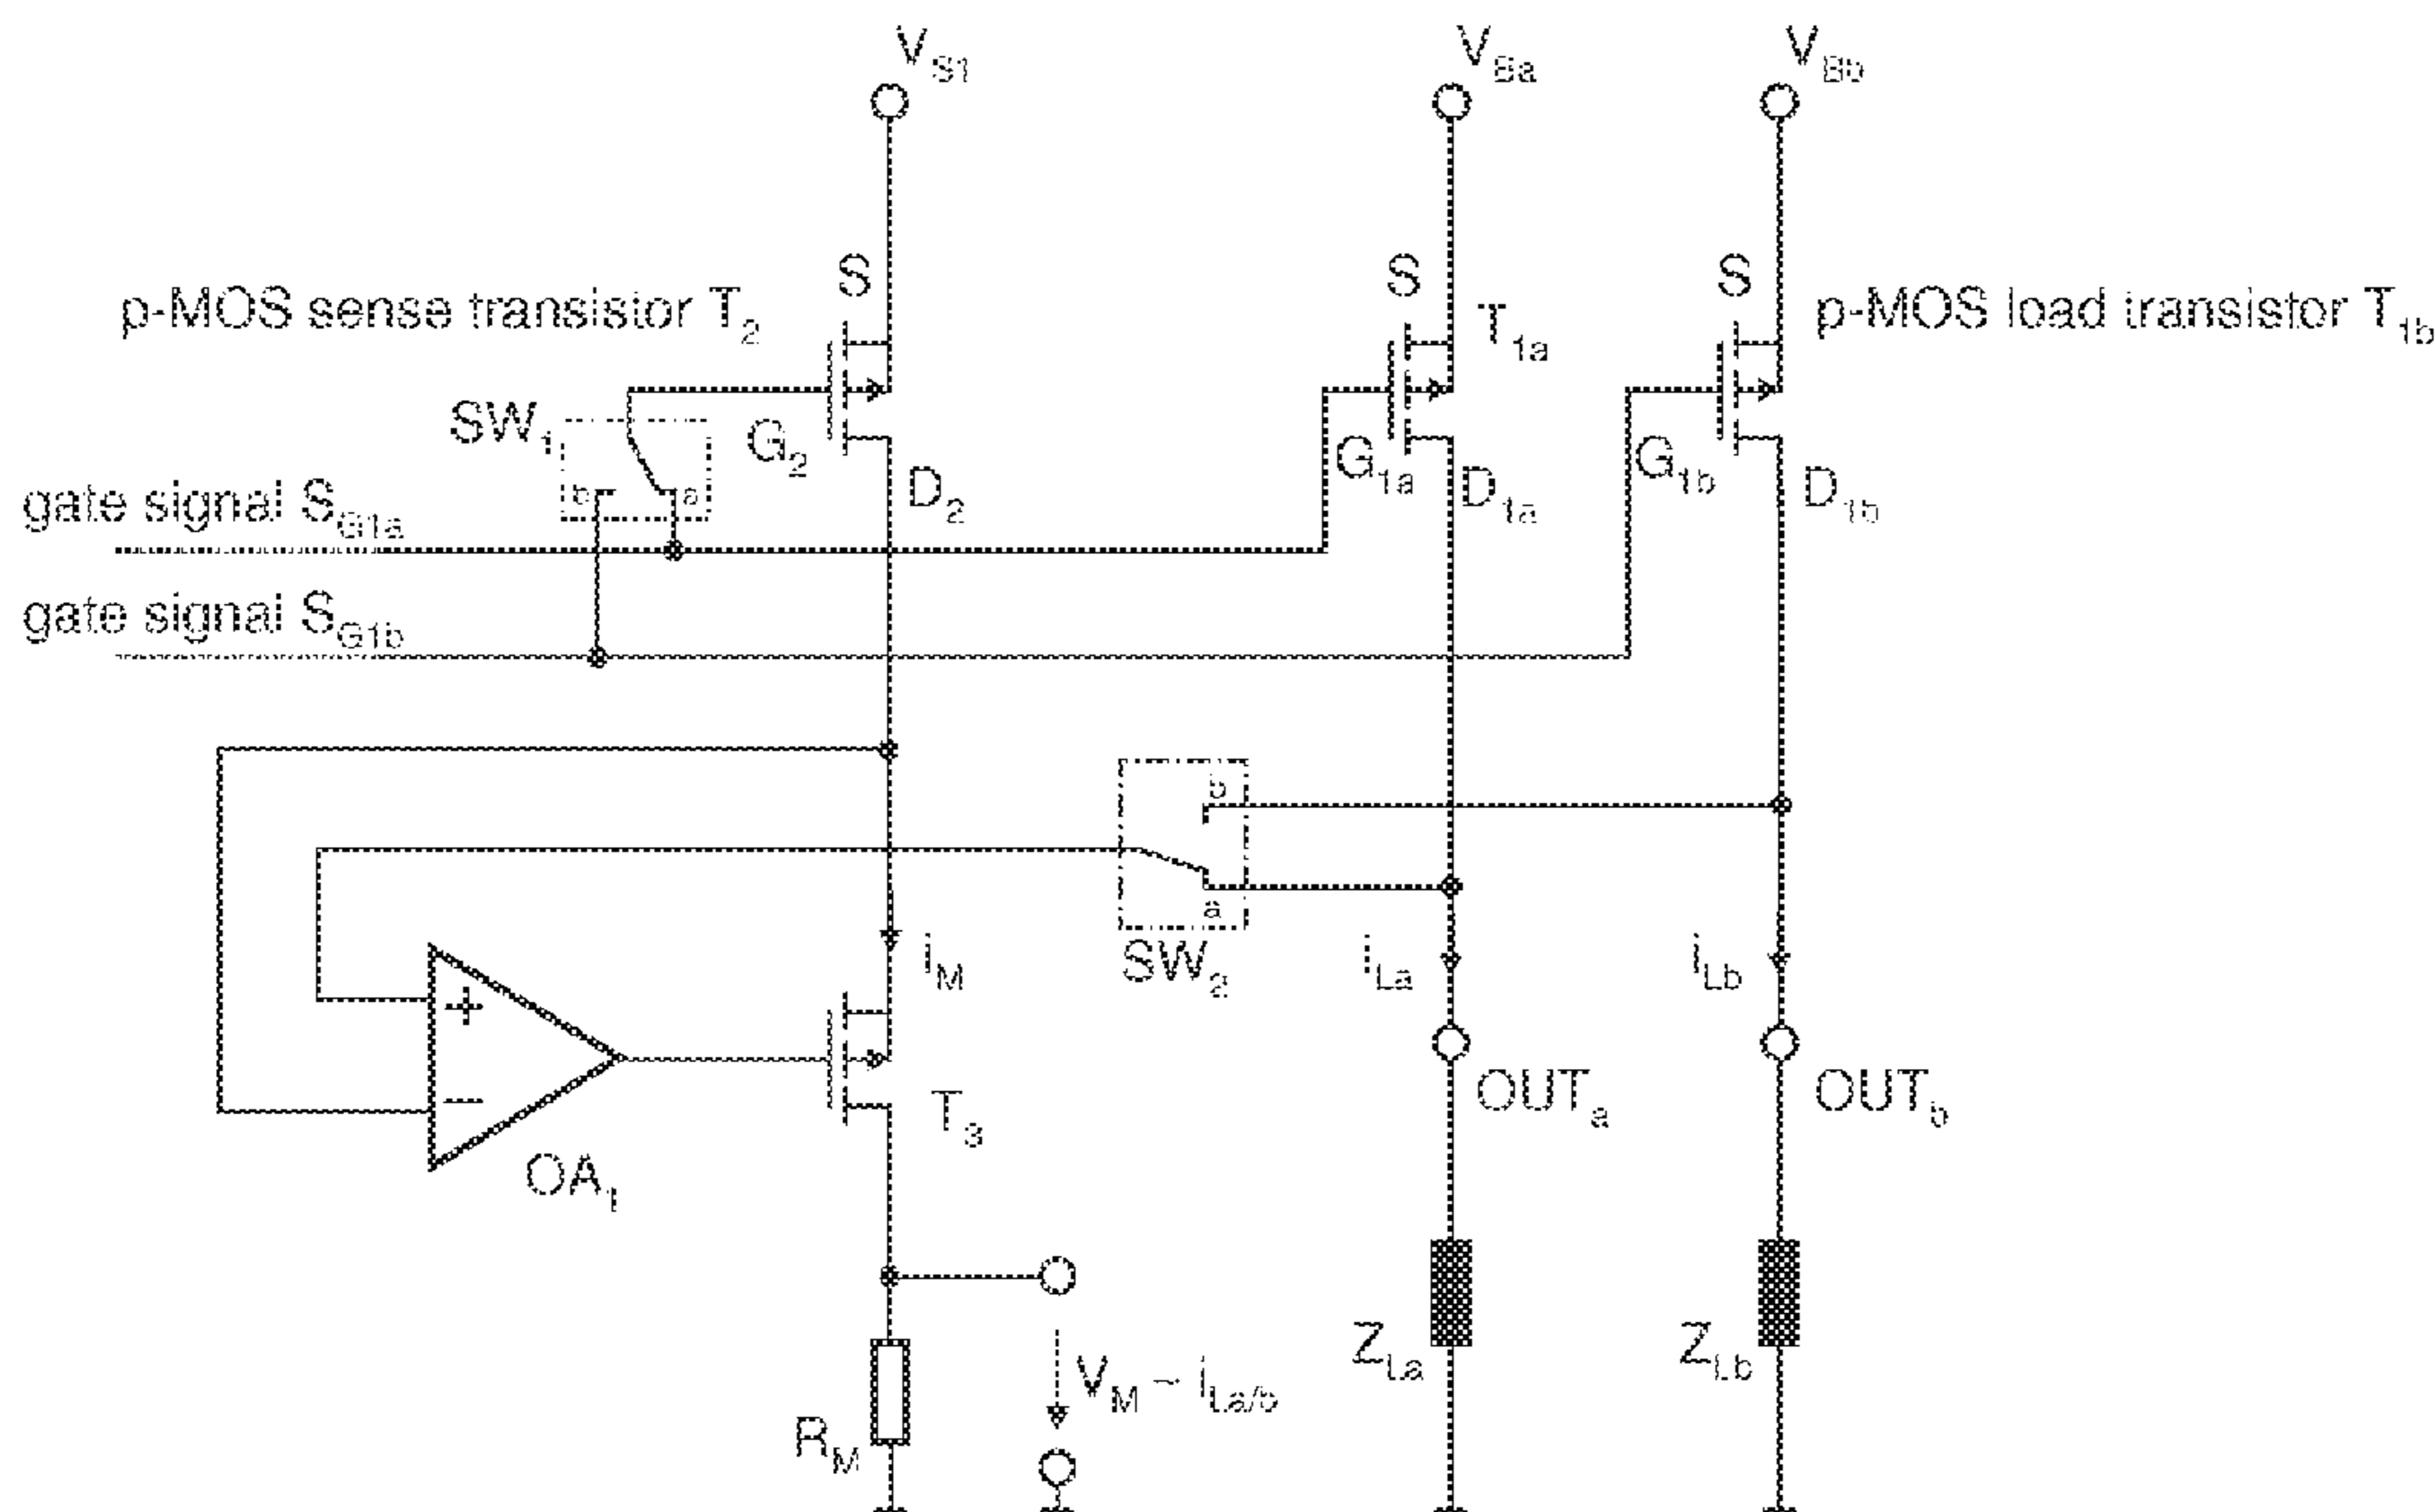 V_S1
V_Ba
V_Bb
S
S
S
p-MOS sense transistor T_2
T_1a
p-MOS load transistor T_1b
SW_1
G_2
G_1a
G_1b
b
a
D_2
D_1a
D_1b
gate signal S_G1a
gate signal S_G1b
b
a
SW_2
i_M
i_La
i_Lb
+
−
T_3
OUT_a
OUT_b
OA_1
Z_La
Z_Lb
V_M ~ i_La/b
R_M